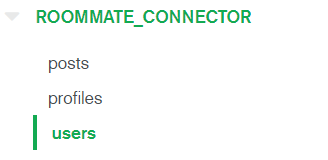 ROOMMATE_CONNECTOR
posts
profiles
users